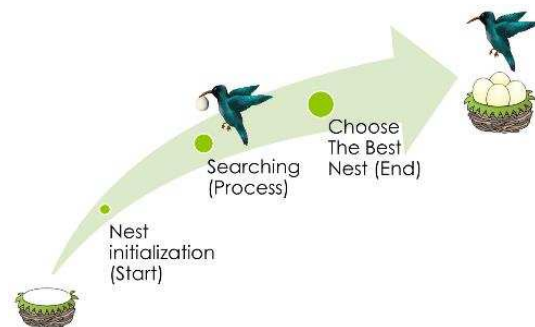 Nest
initialization
(Start)
Searching
(Process)
Choose
The Best
Nest (End)